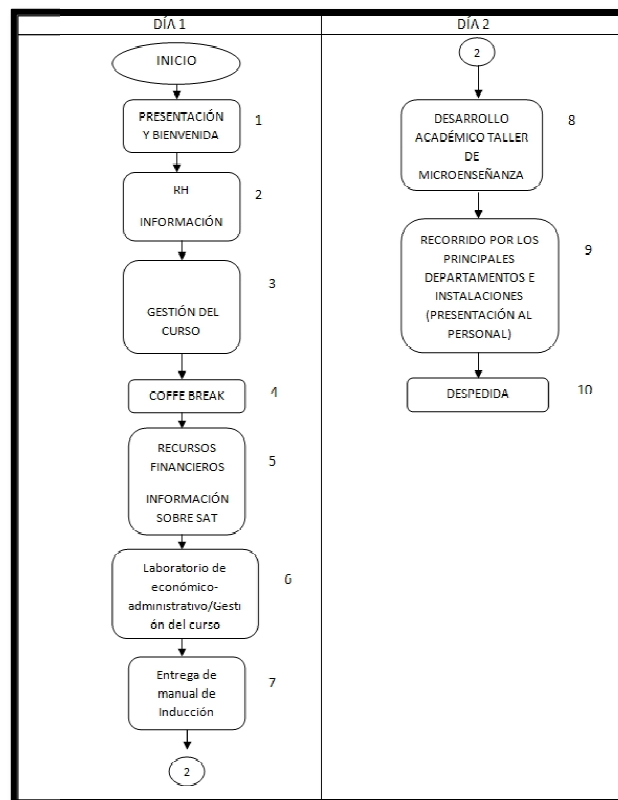 DÍA 1
INICIO
PRESENTACIÓN
Y BIENVENIDA
1
RH
INFORMACIÓN
2
GESTIÓN DEL
CURSO
3
COFFE BREAK
4
RECURSOS
FINANCIEROS
INFORMACIÓN
SOBRE SAT
5
Laboratorio de
económico-
administrativo/Gesti
ón del curso
6
Entrega de
manual de
Inducción
7
2
DÍA 2
2
DESARROLLO
ACADÉMICO TALLER
DE
MICROENSEÑANZA
8
RECORRIDO POR LOS
PRINCIPALES
DEPARTAMENTOS E
INSTALACIONES
(PRESENTACIÓN AL
PERSONAL)
9
DESPEDIDA
10